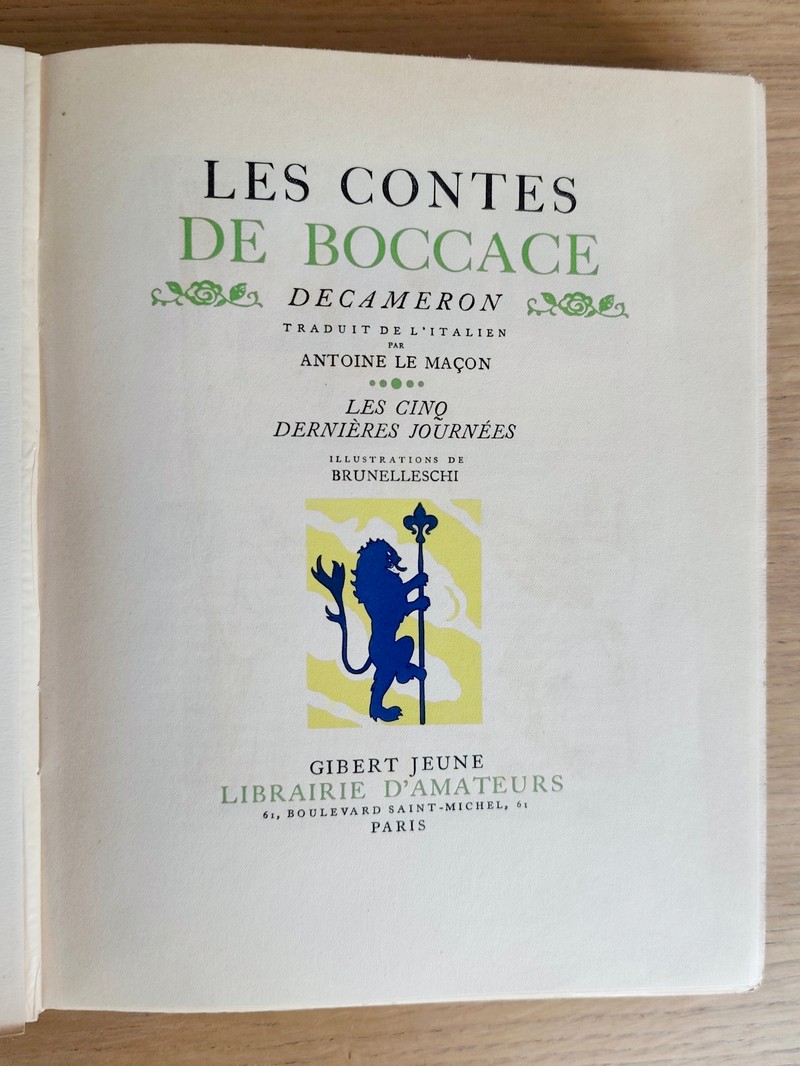 LES CONTES
DE BOCCACE
DECAMERON
TRADUIT DE L'ITALIEN
PAR
ANTOINE LE MAÇON
LES CINQ
DERNIÈRES JOURNÉES
ILLUSTRATIONS DE
BRUNELLESCHI
GIBERT JEUNE
LIBRAIRIE D'AMATEURS
61, BOULEVARD SAINT-MICHEL, 61
PARIS